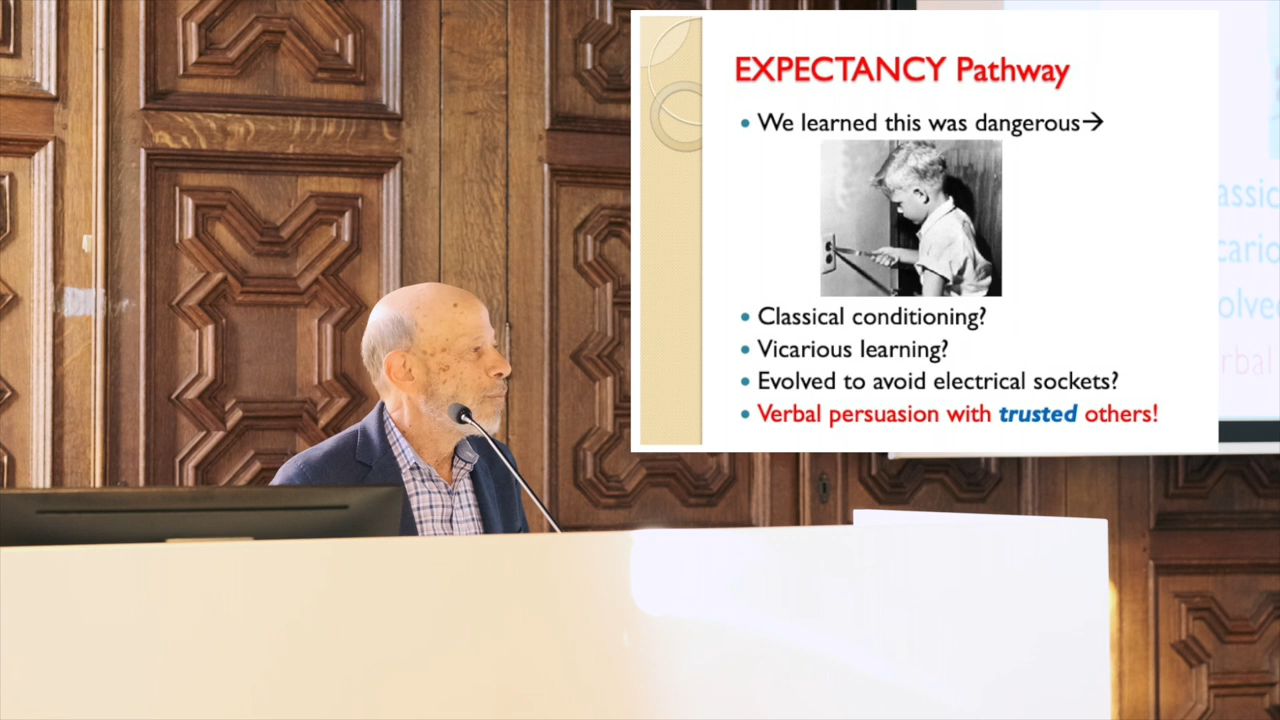 EXPECTANCY Pathway
• We learned this was dangerous→
• Classical conditioning?
• Vicarious learning?
• Evolved to avoid electrical sockets?
• Verbal persuasion with trusted others!